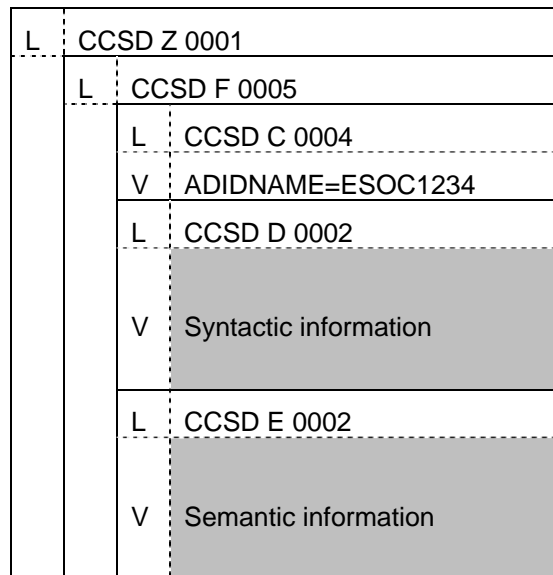 L CCSD Z 0001
L CCSD F 0005
L CCSD C 0004
V ADIDNAME=ESOC1234
L CCSD D 0002
V Syntactic information
L CCSD E 0002
V Semantic information